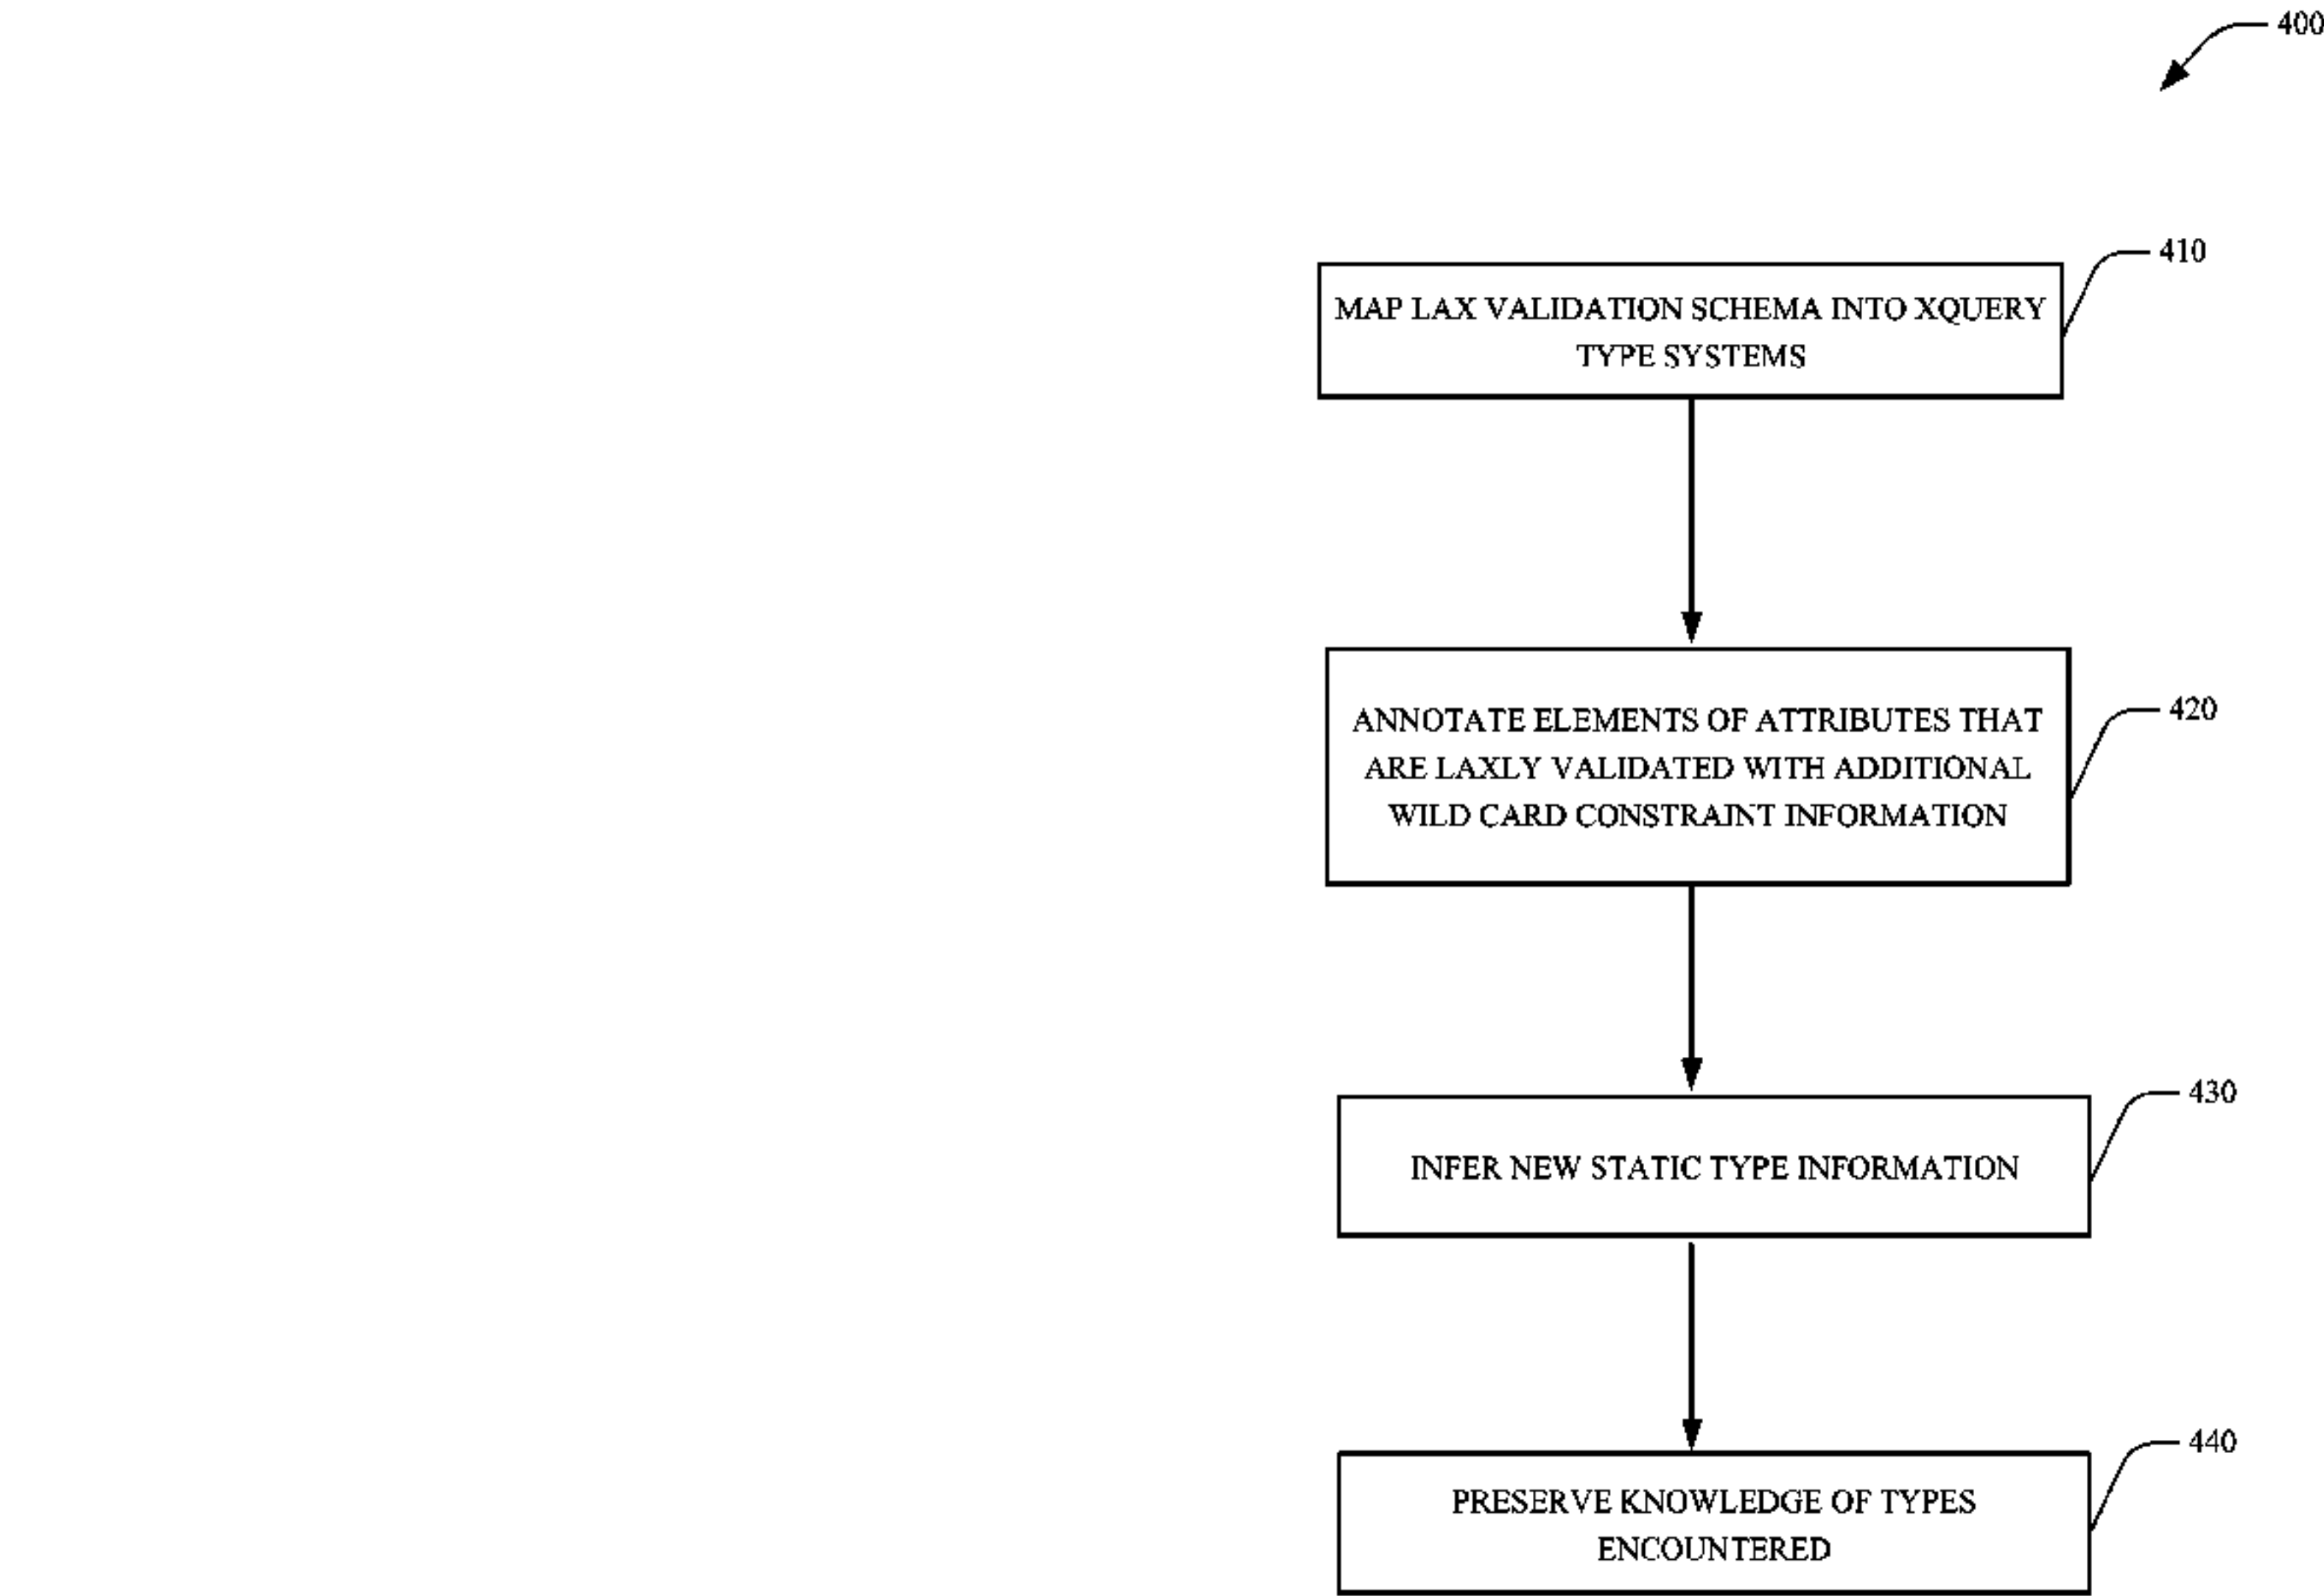 400
410
MAP LAX VALIDATION SCHEMA INTO XQUERY
TYPE SYSTEMS
420
ANNOTATE ELEMENTS OF ATTRIBUTES THAT
ARE LAXLY VALIDATED WITH ADDITIONAL
WILD CARD CONSTRAINT INFORMATION
430
INFER NEW STATIC TYPE INFORMATION
440
PRESERVE KNOWLEDGE OF TYPES
ENCOUNTERED